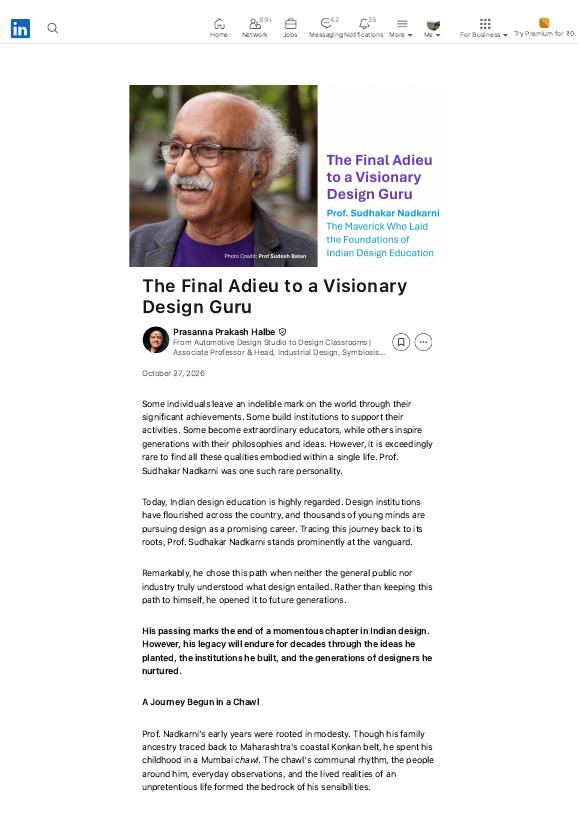 in
99+
42
25
Home
Network
Jobs
Messaging
Notifications
More
Me
For Business
Try Premium for ₹0
The Final Adieu
to a Visionary
Design Guru
Prof. Sudhakar Nadkarni
The Maverick Who Laid
the Foundations of
Indian Design Education
Photo Credit: Prof Sudesh Balan
The Final Adieu to a Visionary
Design Guru
Prasanna Prakash Halbe
From Automotive Design Studio to Design Classrooms |
Associate Professor & Head, Industrial Design, Symbiosis...
October 27, 2026
Some individuals leave an indelible mark on the world through their
significant achievements. Some build institutions to support their
activities. Some become extraordinary educators, while others inspire
generations with their philosophies and ideas. However, it is exceedingly
rare to find all these qualities embodied within a single life. Prof.
Sudhakar Nadkarni was one such rare personality.
Today, Indian design education is highly regarded. Design institutions
have flourished across the country, and thousands of young minds are
pursuing design as a promising career. Tracing this journey back to its
roots, Prof. Sudhakar Nadkarni stands prominently at the vanguard.
Remarkably, he chose this path when neither the general public nor
industry truly understood what design entailed. Rather than keeping this
path to himself, he opened it to future generations.
His passing marks the end of a momentous chapter in Indian design.
However, his legacy will endure for decades through the ideas he
planted, the institutions he built, and the generations of designers he
nurtured.
A Journey Begun in a Chawl
Prof. Nadkarni's early years were rooted in modesty. Though his family
ancestry traced back to Maharashtra's coastal Konkan belt, he spent his
childhood in a Mumbai chawl. The chawl's communal rhythm, the people
around him, everyday observations, and the lived realities of an
unpretentious life formed the bedrock of his sensibilities.